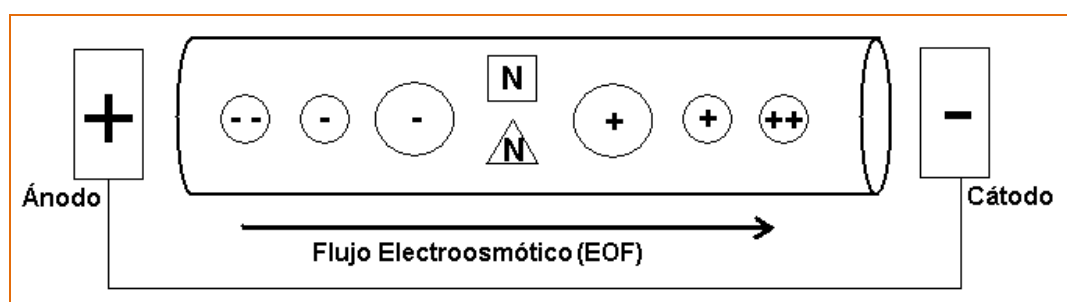 N
+ - - - - + + ++ -
N
Ánodo Cátodo
Flujo Electroosmótico (EOF)